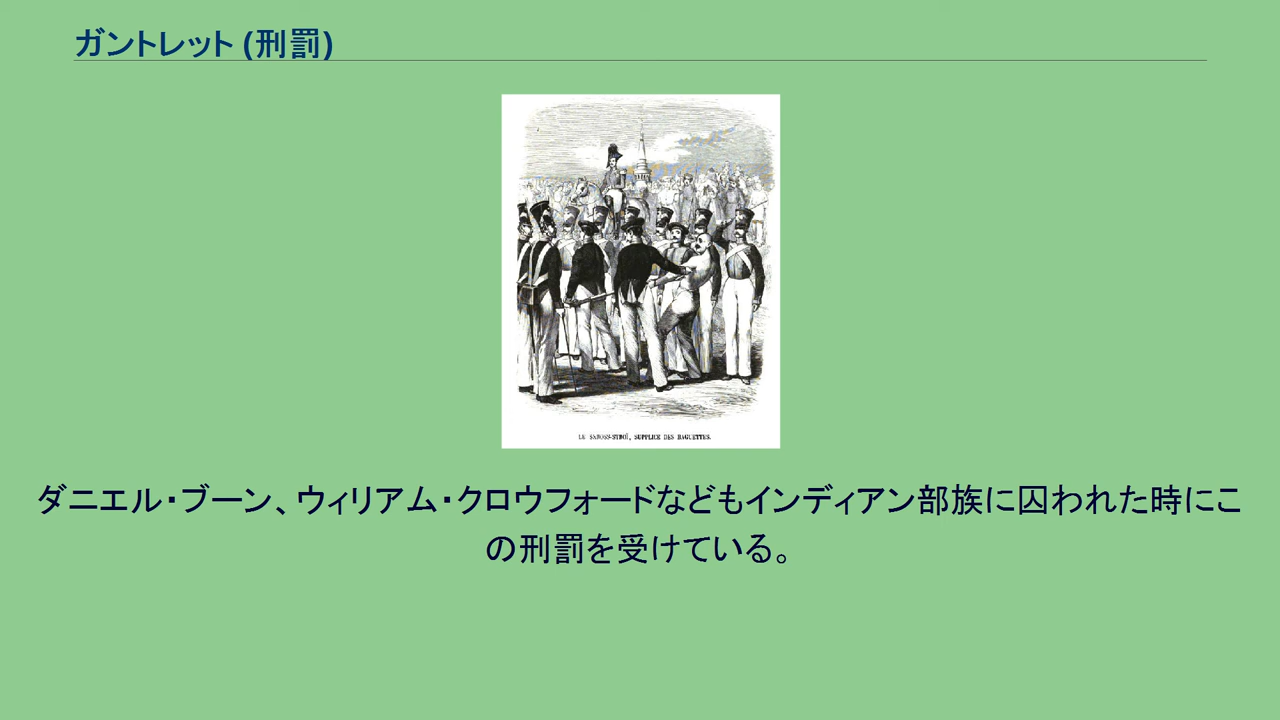 ガントレット (刑罰)
LE SABOSY-STROÏ, SUPPLICE DES BAGUETTES.
ダニエル・ブーン、ウィリアム・クロウフォードなどもインディアン部族に囚われた時にこ
の刑罰を受けている。